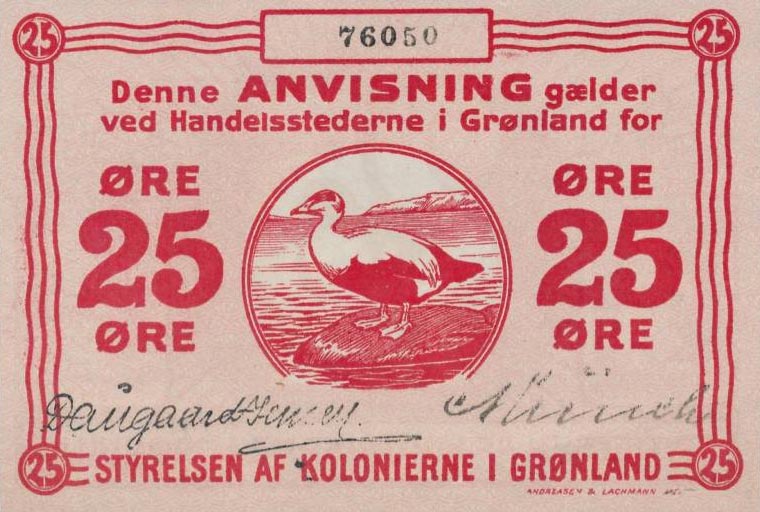 25 76050 25
Denne ANVISNING gælder
ved Handelsstederne i Grønland for
ØRE ØRE
25 25
ØRE ØRE
Daugaard-Jensen.
25 STYRELSEN AF KOLONIERNE I GRØNLAND 25
ANDREASEN & LACHMANN